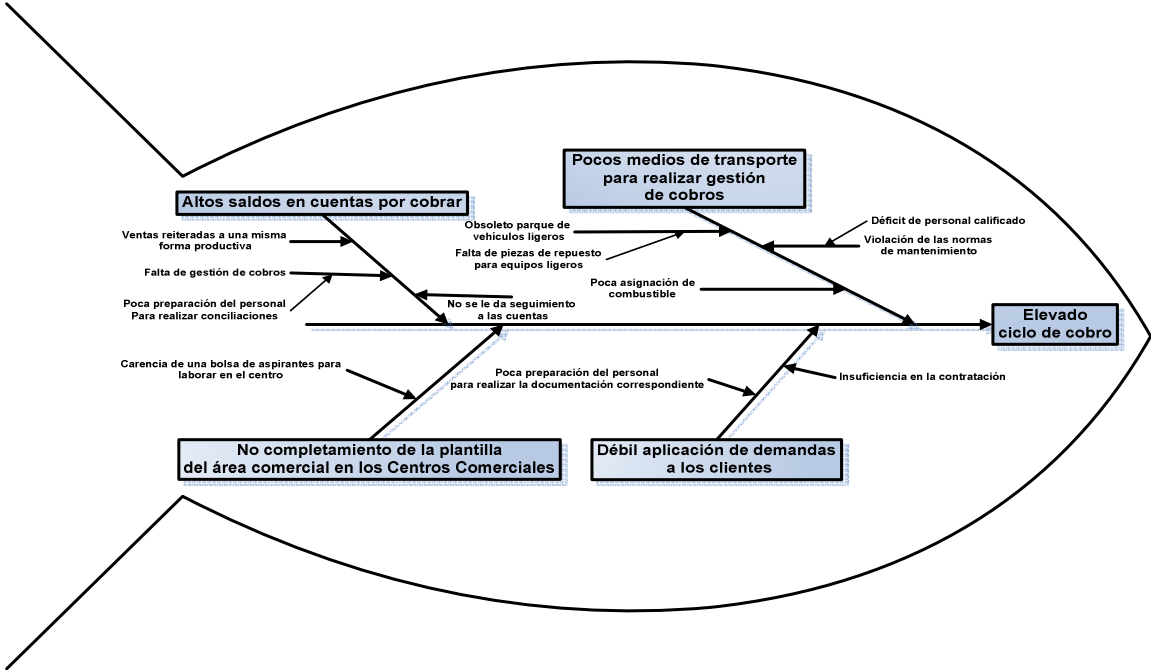 Pocos medios de transporte
para realizar gestión
de cobros
Altos saldos en cuentas por cobrar
Ventas reiteradas a una misma
forma productiva
Falta de gestión de cobros
Poca preparación del personal
Para realizar conciliaciones
No se le da seguimiento
a las cuentas
Obsoleto parque de
vehículos ligeros
Falta de piezas de repuesto
para equipos ligeros
Poca asignación de
combustible
Déficit de personal calificado
Violación de las normas
de mantenimiento
Elevado
ciclo de cobro
Carencia de una bolsa de aspirantes para
laborar en el centro
Poca preparación del personal
para realizar la documentación correspondiente
Insuficiencia en la contratación
No completamiento de la plantilla
del área comercial en los Centros Comerciales
Débil aplicación de demandas
a los clientes